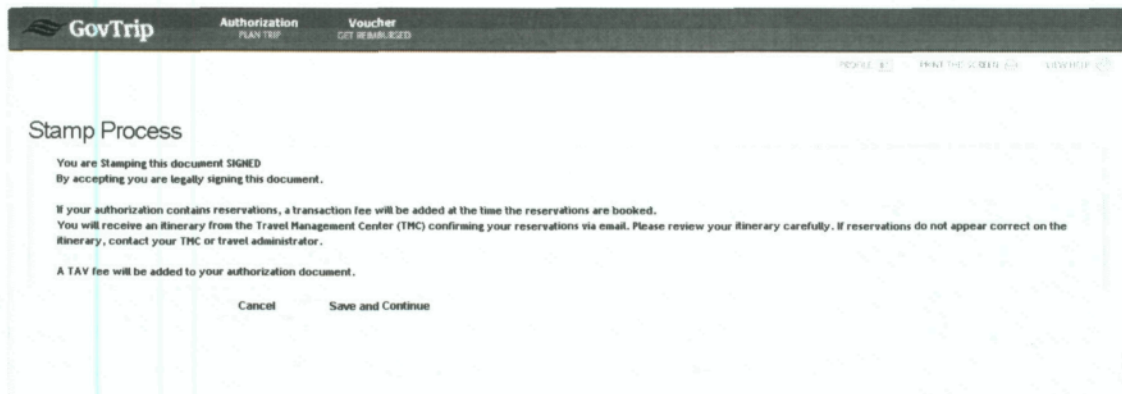 GovTrip
Authorization
PLAN TRIP
Voucher
GET REIMBURSED
PRINT THE SCREEN
Stamp Process
You are Stamping this document SIGNED
By accepting you are legally signing this document.
If your authorization contains reservations, a transaction fee will be added at the time the reservations are booked.
You will receive an itinerary from the Travel Management Center (TMC) confirming your reservations via email. Please review your itinerary carefully. If reservations do not appear correct on the
itinerary, contact your TMC or travel administrator.
A TAV fee will be added to your authorization document.
Cancel Save and Continue